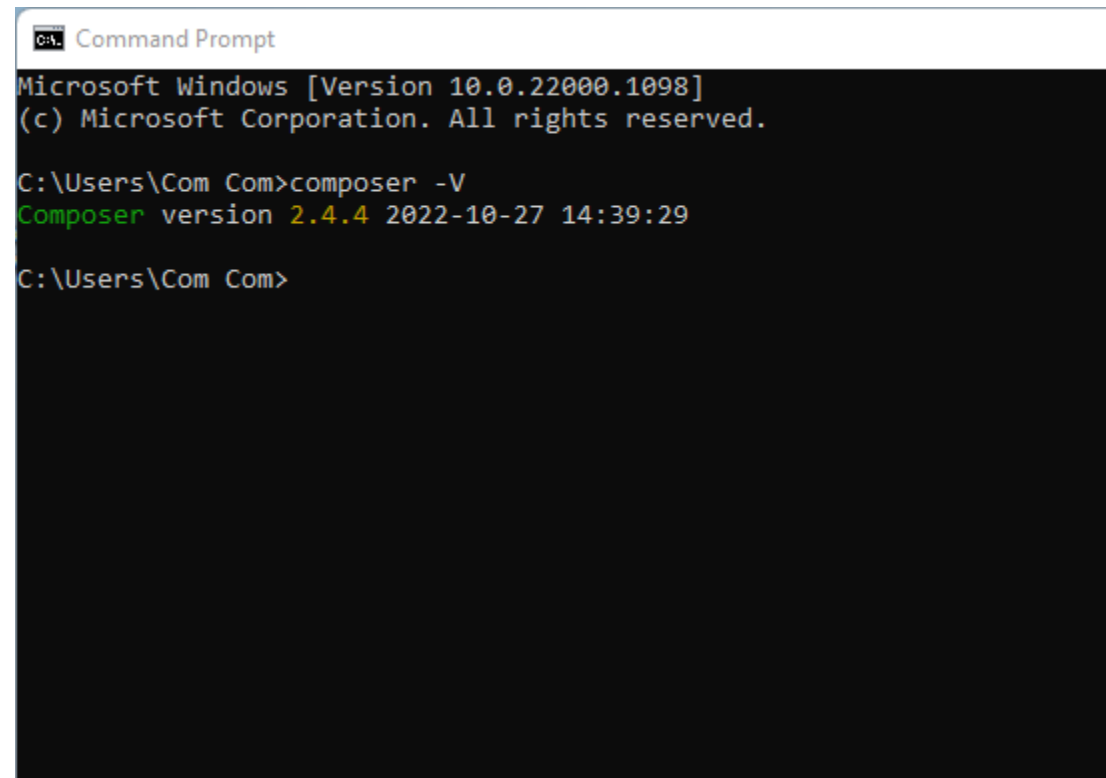 Command Prompt
Microsoft Windows [Version 10.0.22000.1098]
(c) Microsoft Corporation. All rights reserved.
C:\Users\Com Com>composer -V
Composer version 2.4.4 2022-10-27 14:39:29
C:\Users\Com Com>